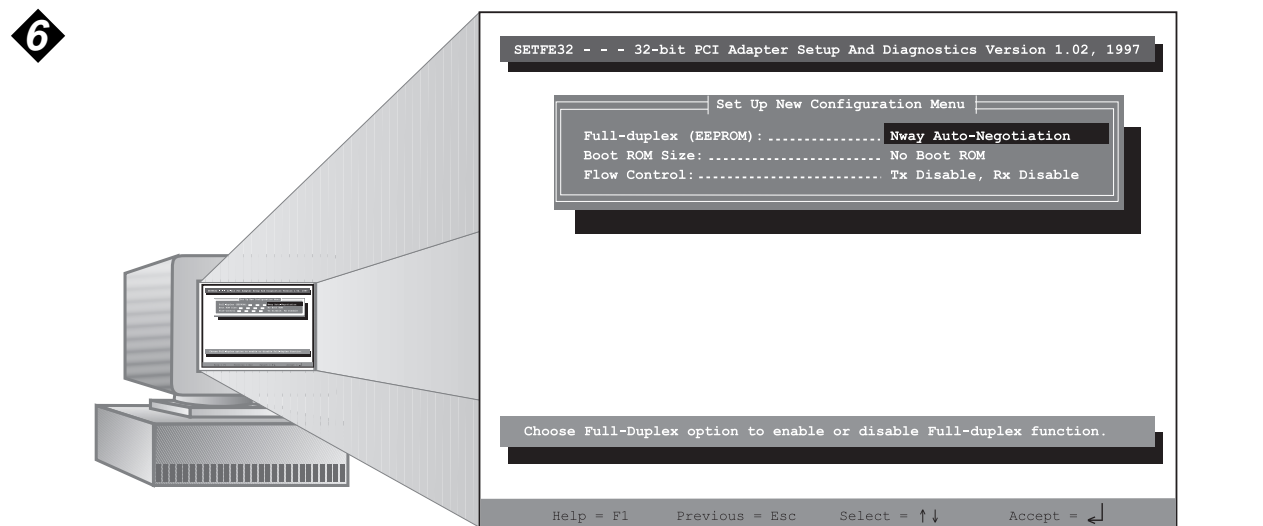 6
SETFE32 - - - 32-bit PCI Adapter Setup And Diagnostics Version 1.02, 1997
Set Up New Configuration Menu
Full-duplex (EEPROM): ............... Nway Auto-Negotiation
Boot ROM Size: ....................... No Boot ROM
Flow Control: ........................ Tx Disable, Rx Disable
Choose Full-Duplex option to enable or disable Full-duplex function.
Help = F1 Previous = Esc Select = ↑↓ Accept = ↵